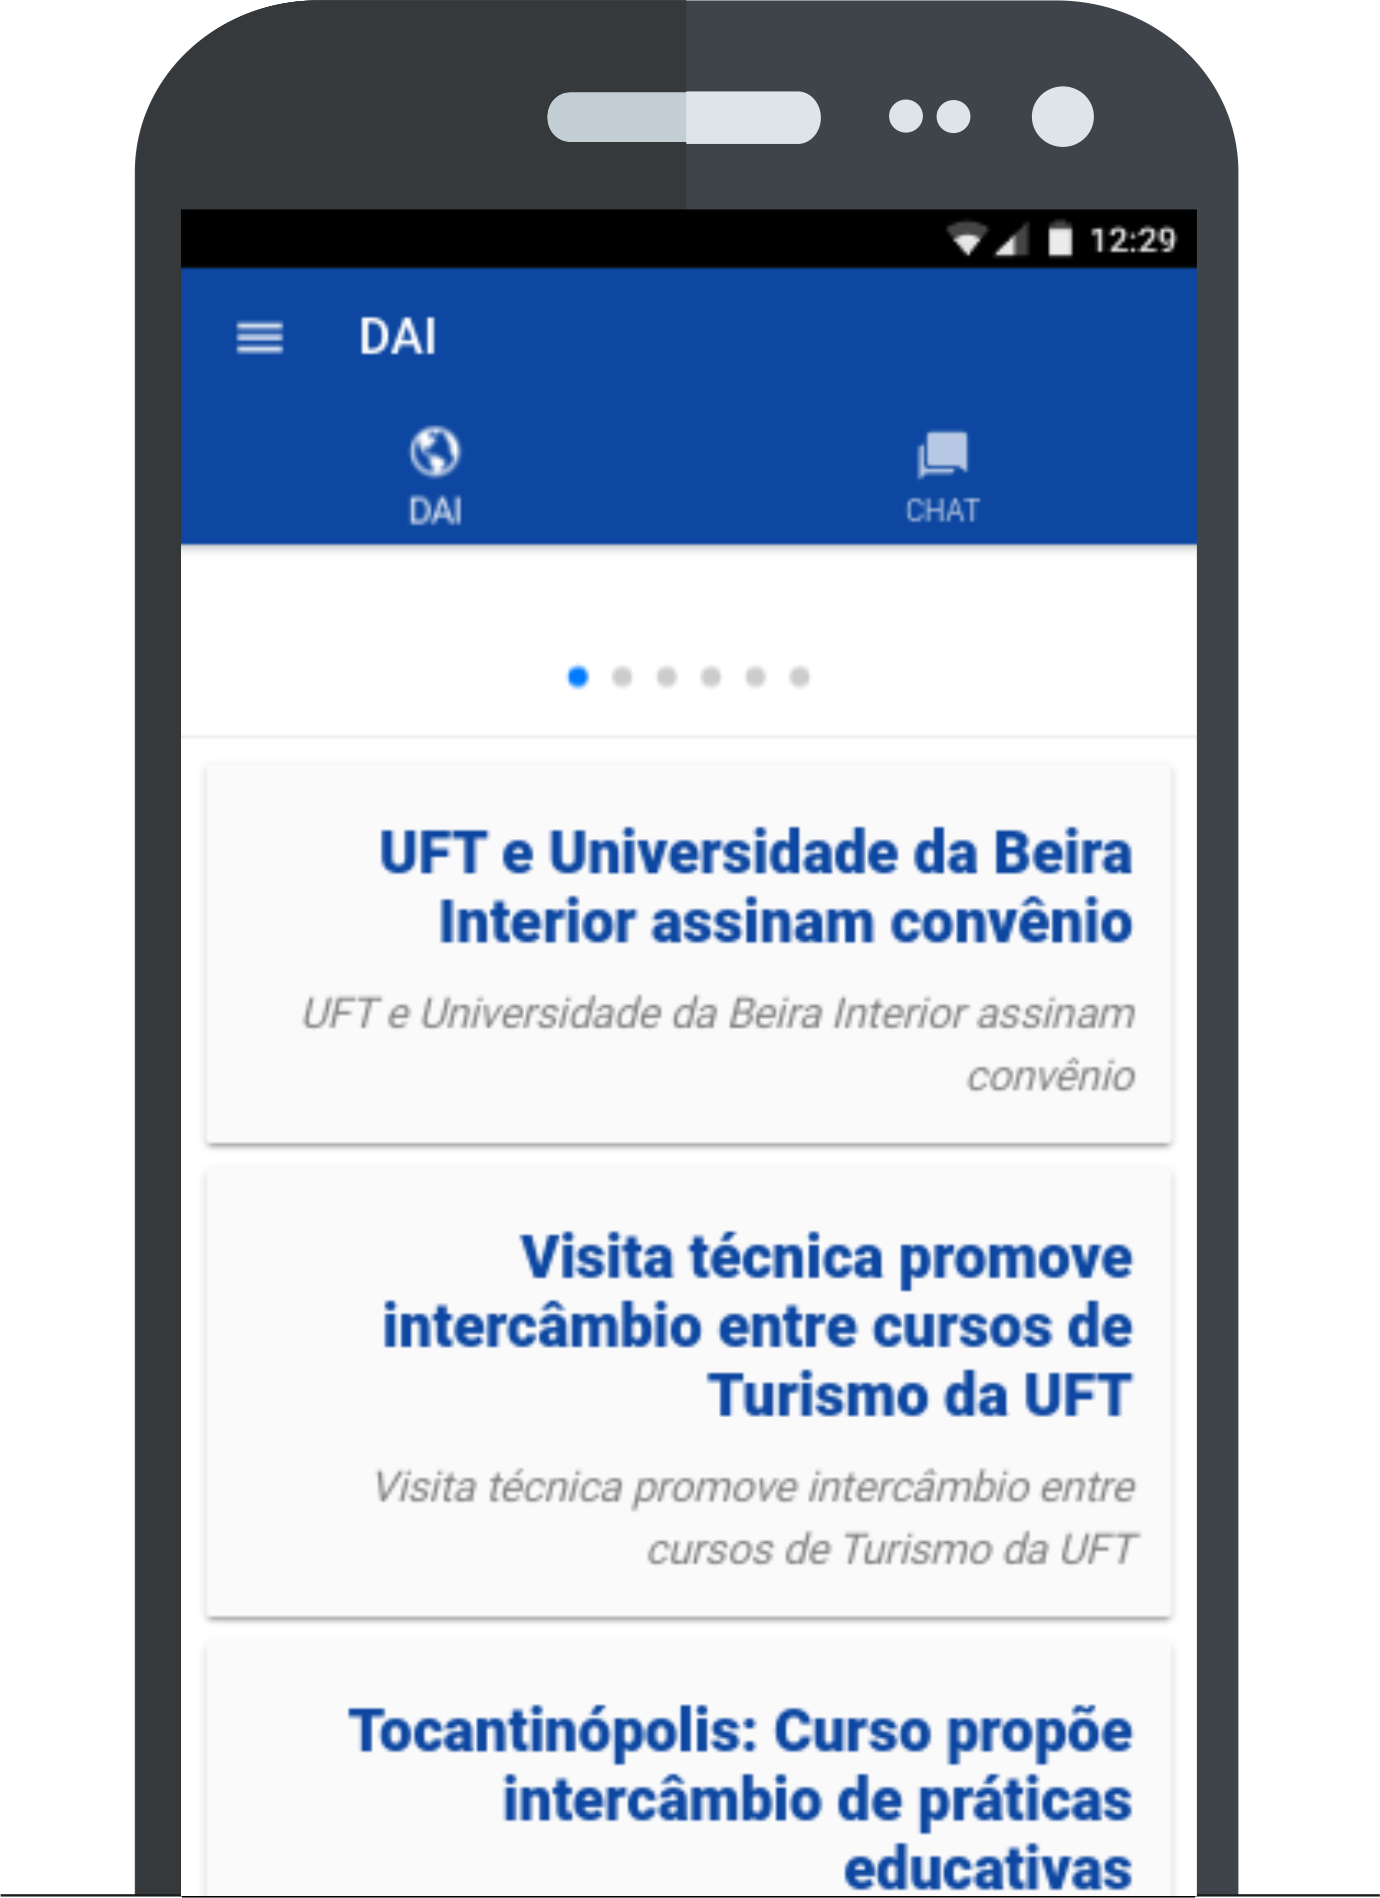 12:29
DAI
DAI
CHAT
UFT e Universidade da Beira
Interior assinam convênio
UFT e Universidade da Beira Interior assinam
convênio
Visita técnica promove
intercâmbio entre cursos de
Turismo da UFT
Visita técnica promove intercâmbio entre
cursos de Turismo da UFT
Tocantinópolis: Curso propõe
intercâmbio de práticas
educativas